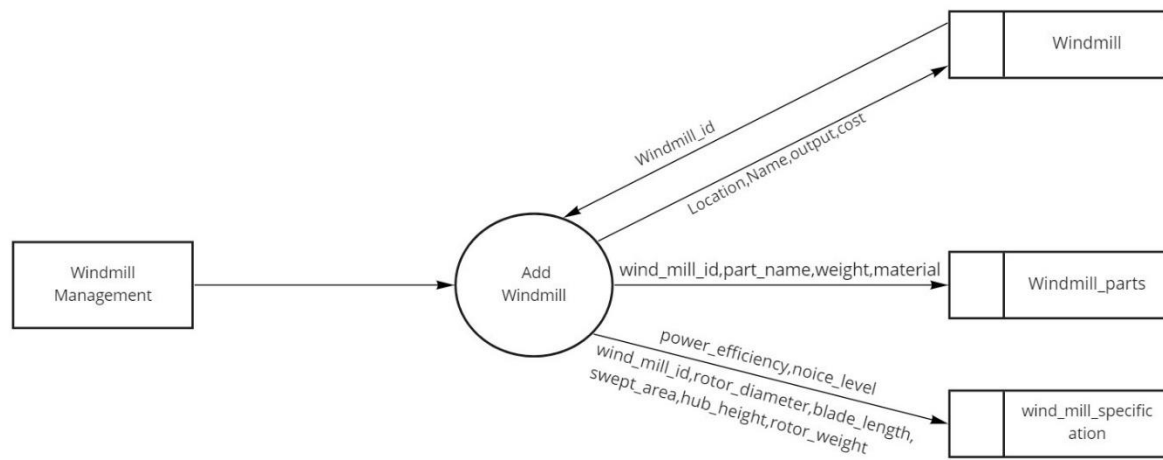 Windmill
Windmill_id
Location,Name,output,cost
Windmill
Management
Add
Windmill
wind_mill_id,part_name,weight,material
Windmill_parts
power_efficiency,noice_level
wind_mill_id,rotor_diameter,blade_length,
swept_area,hub_height,rotor_weight
wind_mill_specific
ation